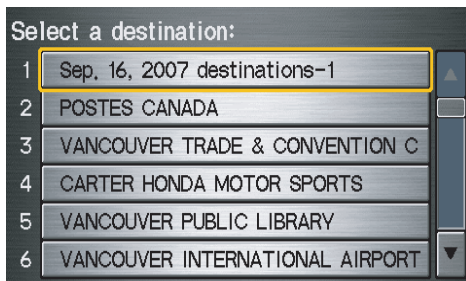 Select a destination:
1 Sep. 16, 2007 destinations-1
2 POSTES CANADA
3 VANCOUVER TRADE & CONVENTION C
4 CARTER HONDA MOTOR SPORTS
5 VANCOUVER PUBLIC LIBRARY
6 VANCOUVER INTERNATIONAL AIRPORT